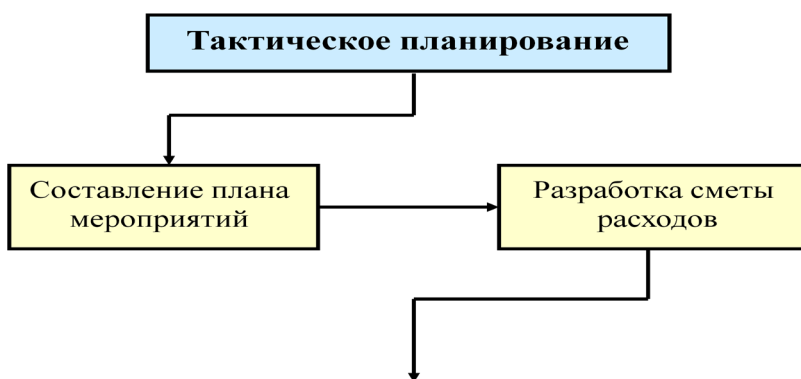 Тактическое планирование
Составление плана
мероприятий
Разработка сметы
расходов